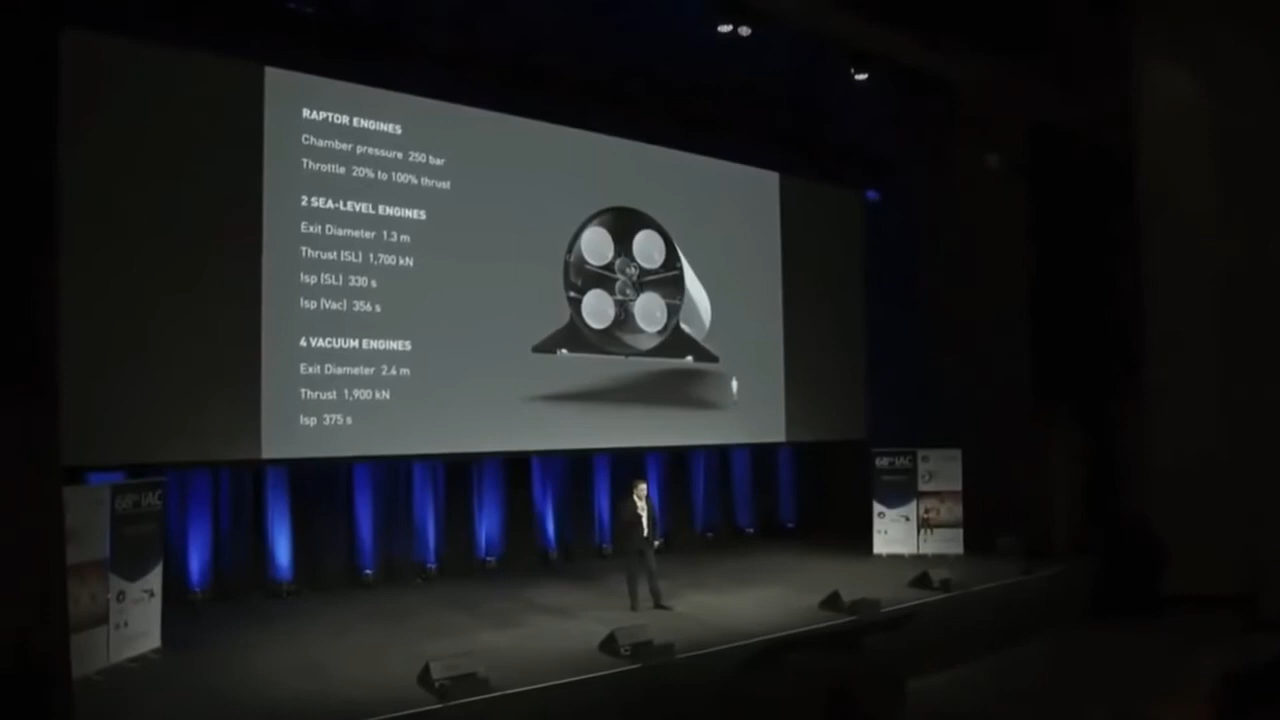 RAPTOR ENGINES
Chamber pressure 250 bar
Throttle 20% to 100% thrust
2 SEA-LEVEL ENGINES
Exit Diameter 1.3 m
Thrust (SL) 1,700 kN
Isp (SL) 330 s
Isp (Vac) 356 s
4 VACUUM ENGINES
Exit Diameter 2.4 m
Thrust 1,900 kN
Isp 375 s
68th IAC
68th IAC